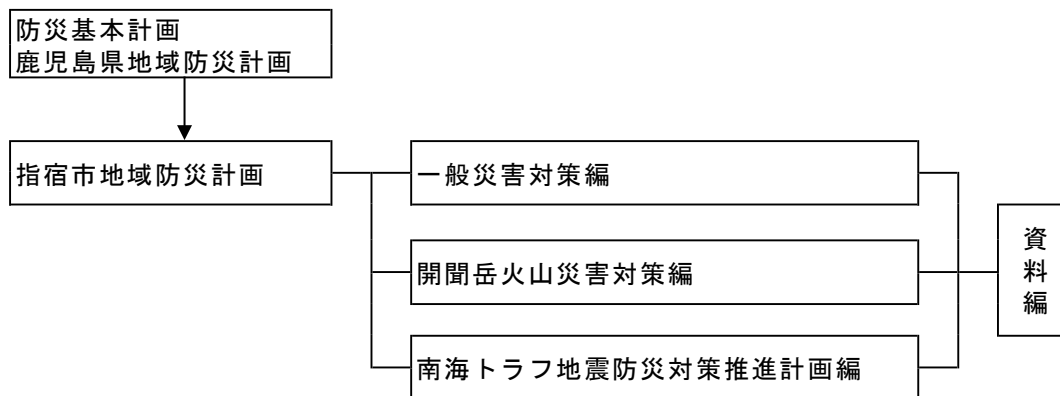 防災基本計画
鹿児島県地域防災計画
指宿市地域防災計画
一般災害対策編
開聞岳火山災害対策編
南海トラフ地震防災対策推進計画編
資料編